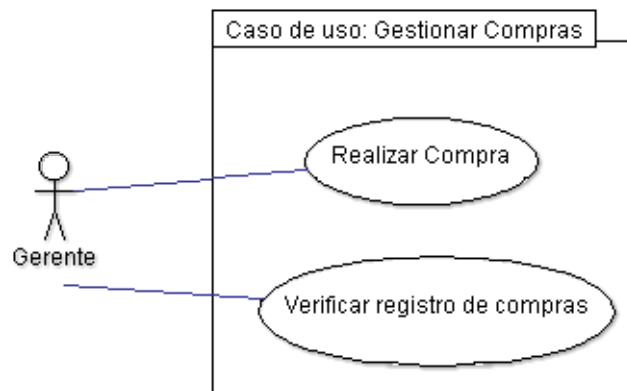 Caso de uso: Gestionar Compras
Realizar Compra
Gerente
Verificar registro de compras